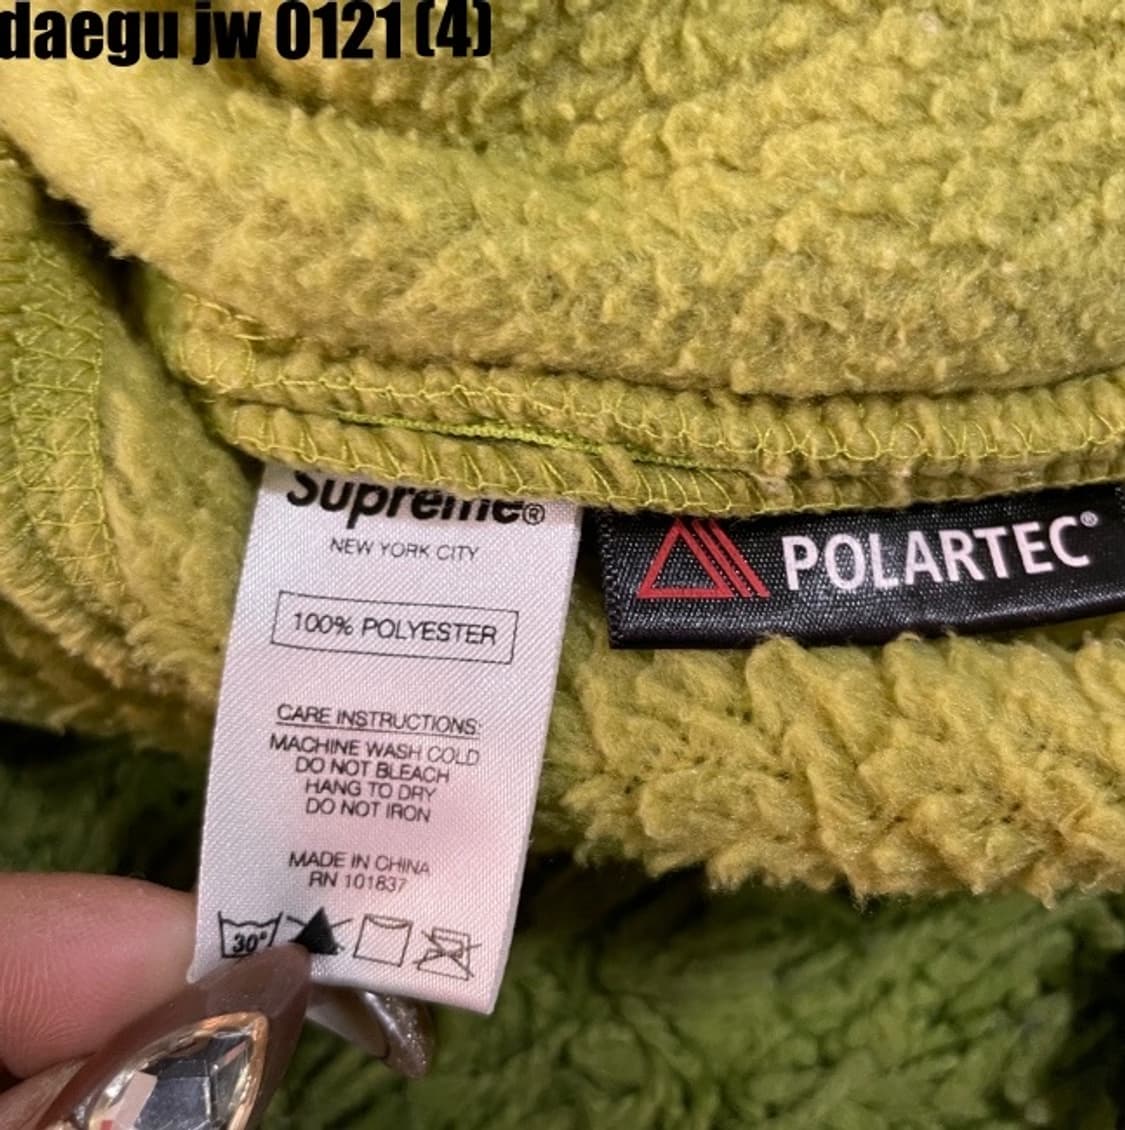 daegu jw 0121 (4)
Supreme®
NEW YORK CITY
POLARTEC®
100% POLYESTER
CARE INSTRUCTIONS:
MACHINE WASH COLD
DO NOT BLEACH
HANG TO DRY
DO NOT IRON
MADE IN CHINA
RN 101837
30°